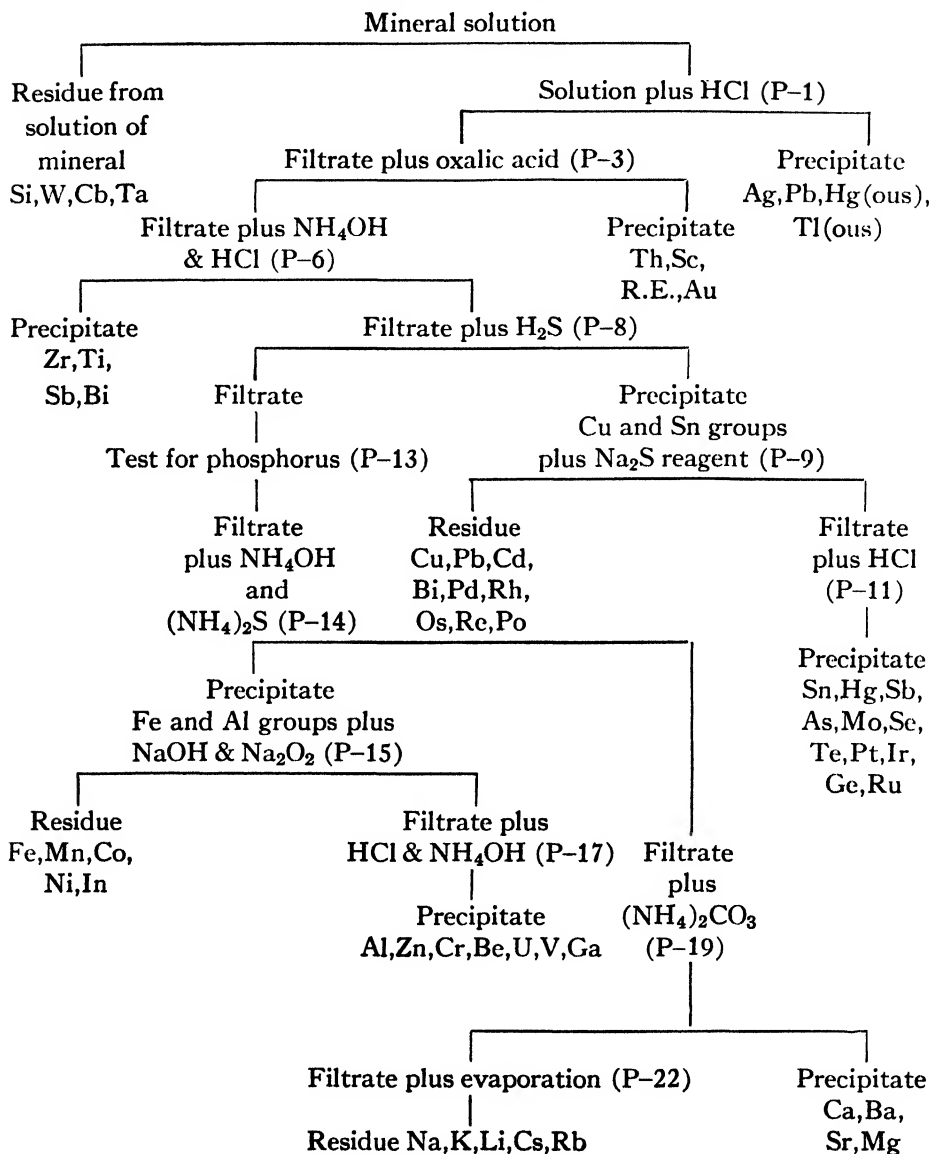 Mineral solution
Residue from
solution of
mineral
Si,W,Cb,Ta
Solution plus HCl (P–1)
Filtrate plus oxalic acid (P–3)
Precipitate
Ag,Pb,Hg(ous),
Tl(ous)
Filtrate plus NH₄OH
& HCl (P–6)
Precipitate
Th,Sc,
R.E.,Au
Precipitate
Zr,Ti,
Sb,Bi
Filtrate plus H₂S (P–8)
Filtrate
Precipitate
Cu and Sn groups
plus Na₂S reagent (P–9)
Test for phosphorus (P–13)
Filtrate
plus NH₄OH
and
(NH₄)₂S (P–14)
Residue
Cu,Pb,Cd,
Bi,Pd,Rh,
Os,Re,Po
Filtrate
plus HCl
(P–11)
Precipitate
Sn,Hg,Sb,
As,Mo,Se,
Te,Pt,Ir,
Ge,Ru
Precipitate
Fe and Al groups plus
NaOH & Na₂O₂ (P–15)
Residue
Fe,Mn,Co,
Ni,In
Filtrate plus
HCl & NH₄OH (P–17)
Precipitate
Al,Zn,Cr,Be,U,V,Ga
Filtrate
plus
(NH₄)₂CO₃
(P–19)
Filtrate plus evaporation (P–22)
Residue Na,K,Li,Cs,Rb
Precipitate
Ca,Ba,
Sr,Mg